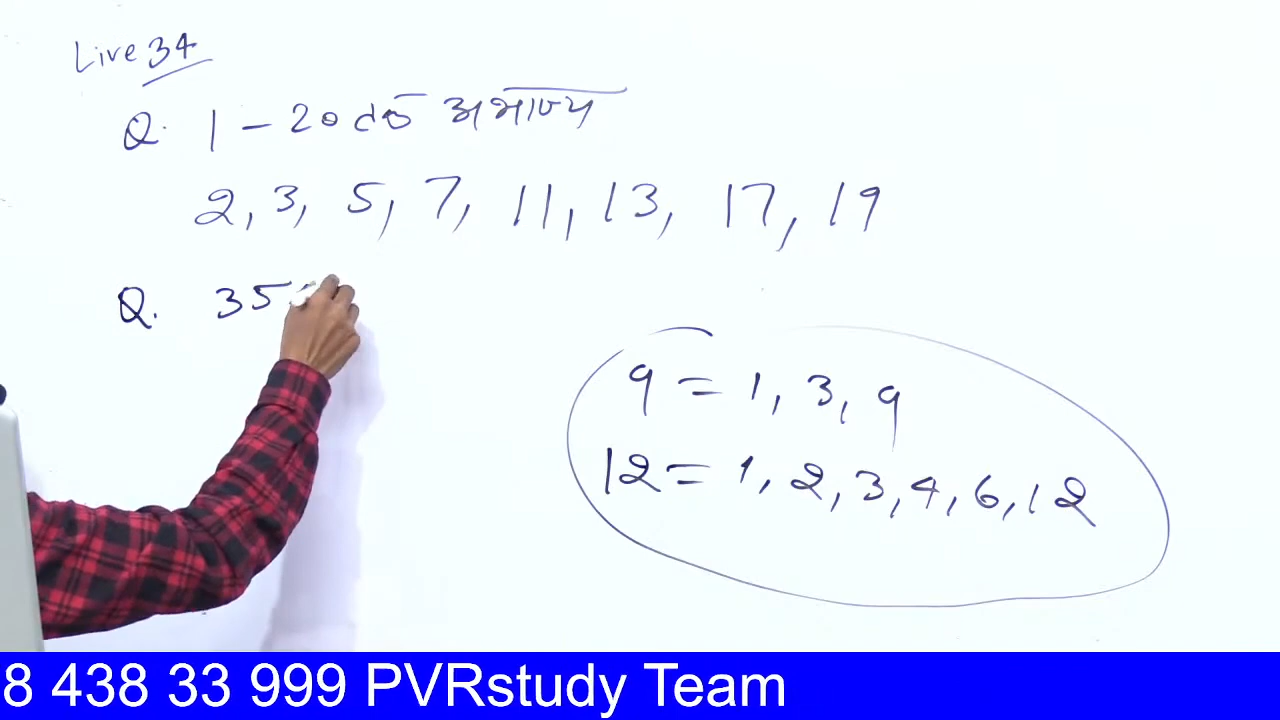 Live 34
Q. 1 - 20 तक अभाज्य
2, 3, 5, 7, 11, 13, 17, 19
Q. 35
9 = 1, 3, 9
12 = 1, 2, 3, 4, 6, 12
8 438 33 999 PVRstudy Team